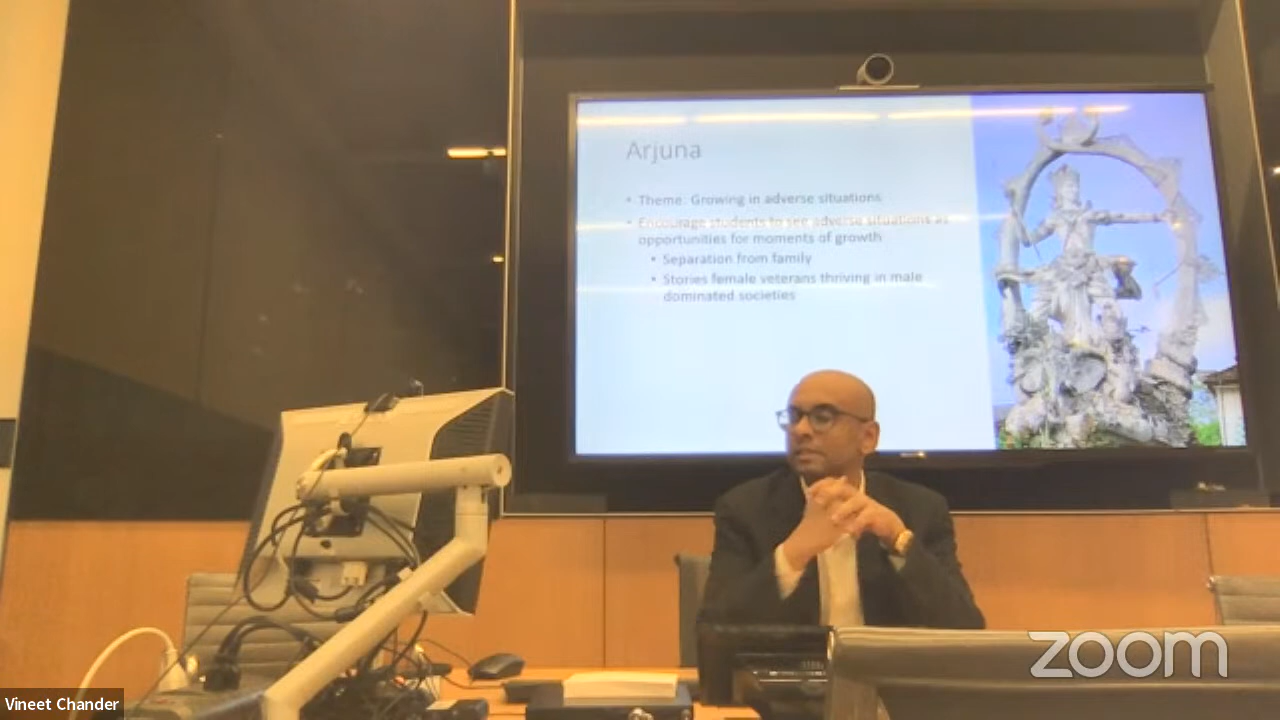 Arjuna
• Theme: Growing in adverse situations
• Encourage students to see adverse situations as
opportunities for moments of growth
• Separation from family
• Stories female veterans thriving in male
dominated societies
zoom
Vineet Chander